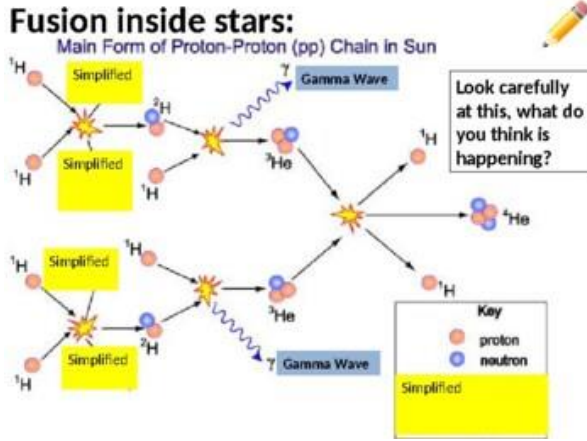 Fusion inside stars:
Main Form of Proton-Proton (pp) Chain in Sun
¹H
Simplified
γ
Gamma Wave
²H
Look carefully
at this, what do
you think is
happening?
¹H
³He
Simplified
¹H
¹H
⁴He
¹H
¹H
Simplified
¹H
³He
Key
proton
neutron
Simplified
²H
γ
Gamma Wave
Simplified
¹H